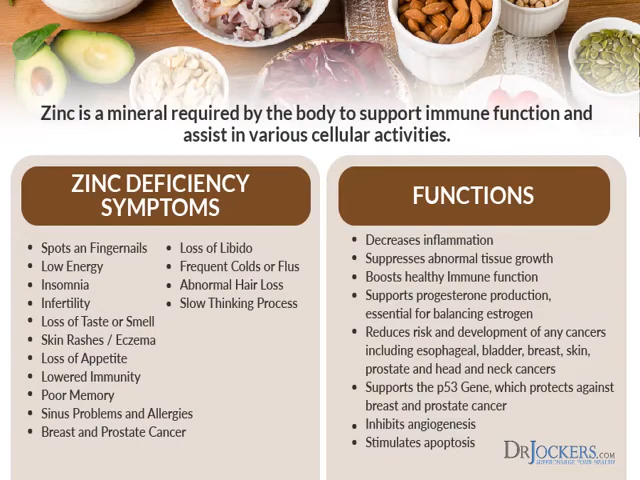 Zinc is a mineral required by the body to support immune function and
assist in various cellular activities.
ZINC DEFICIENCY
SYMPTOMS
• Spots an Fingernails
• Low Energy
• Insomnia
• Infertility
• Loss of Taste or Smell
• Skin Rashes / Eczema
• Loss of Appetite
• Lowered Immunity
• Poor Memory
• Sinus Problems and Allergies
• Breast and Prostate Cancer
• Loss of Libido
• Frequent Colds or Flus
• Abnormal Hair Loss
• Slow Thinking Process
FUNCTIONS
• Decreases inflammation
• Suppresses abnormal tissue growth
• Boosts healthy Immune function
• Supports progesterone production,
essential for balancing estrogen
• Reduces risk and development of any cancers
including esophageal, bladder, breast, skin,
prostate and head and neck cancers
• Supports the p53 Gene, which protects against
breast and prostate cancer
• Inhibits angiogenesis
• Stimulates apoptosis
DRJOCKERS.COM
SUPERCHARGE YOUR HEALTH